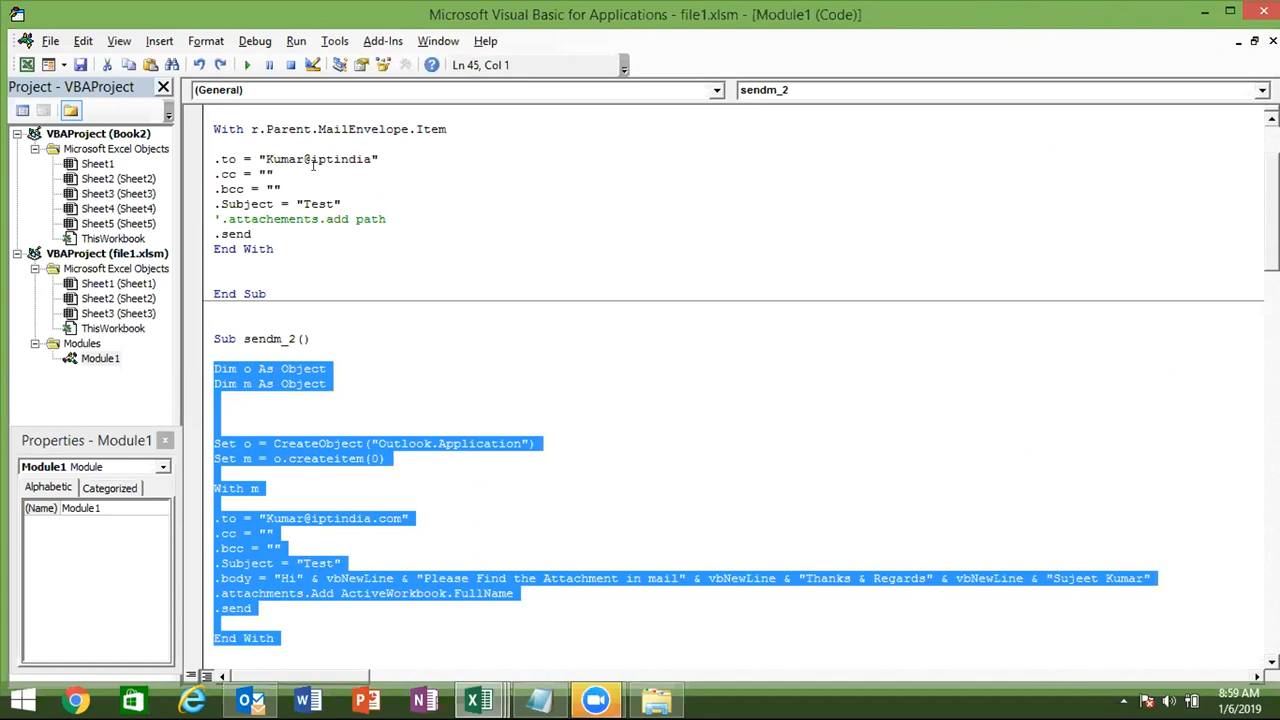 Microsoft Visual Basic for Applications - file1.xlsm - [Module1 (Code)]
File Edit View Insert Format Debug Run Tools Add-Ins Window Help
Ln 45, Col 1
Project - VBAProject
(General)
sendm_2
VBAProject (Book2)
Microsoft Excel Objects
Sheet1
Sheet2 (Sheet2)
Sheet3 (Sheet3)
Sheet4 (Sheet4)
Sheet5 (Sheet5)
ThisWorkbook
VBAProject (file1.xlsm)
Microsoft Excel Objects
Sheet1 (Sheet1)
Sheet2 (Sheet2)
Sheet3 (Sheet3)
ThisWorkbook
Modules
Module1
Properties - Module1
Module1 Module
Alphabetic Categorized
(Name) Module1
With r.Parent.MailEnvelope.Item
.to = "Kumar@iptindia"
.cc = ""
.bcc = ""
.Subject = "Test"
'.attachements.add path
.send
End With
End Sub
Sub sendm_2()
Dim o As Object
Dim m As Object
Set o = CreateObject("Outlook.Application")
Set m = o.createitem(0)
With m
.to = "Kumar@iptindia.com"
.cc = ""
.bcc = ""
.Subject = "Test"
.body = "Hi" & vbNewLine & "Please Find the Attachment in mail" & vbNewLine & "Thanks & Regards" & vbNewLine & "Sujeet Kumar"
.attachments.Add ActiveWorkbook.FullName
.send
End With
8:59 AM
1/6/2019